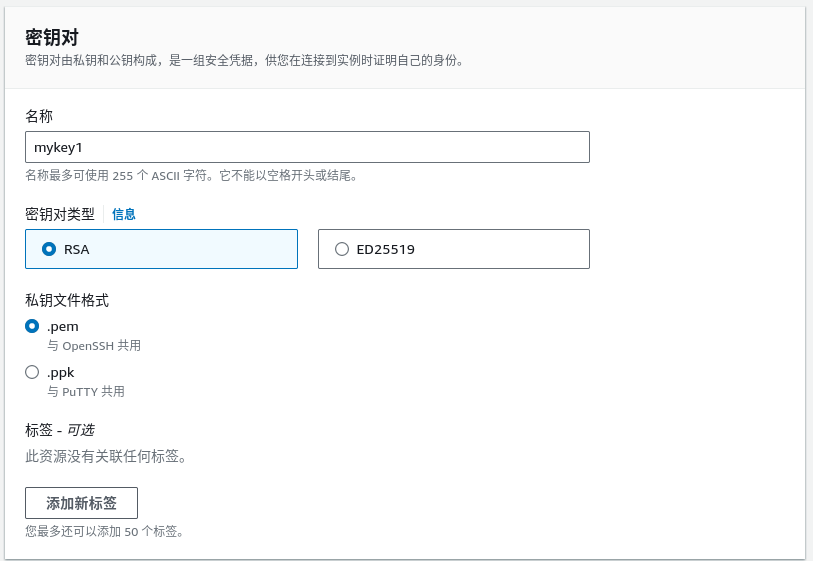 密钥对
密钥对由私钥和公钥构成，是一组安全凭据，供您在连接到实例时证明自己的身份。
名称
mykey1
名称最多可使用 255 个 ASCII 字符。它不能以空格开头或结尾。
密钥对类型 信息
RSA ED25519
私钥文件格式
.pem
与 OpenSSH 共用
.ppk
与 PuTTY 共用
标签 - 可选
此资源没有关联任何标签。
添加新标签
您最多还可以添加 50 个标签。